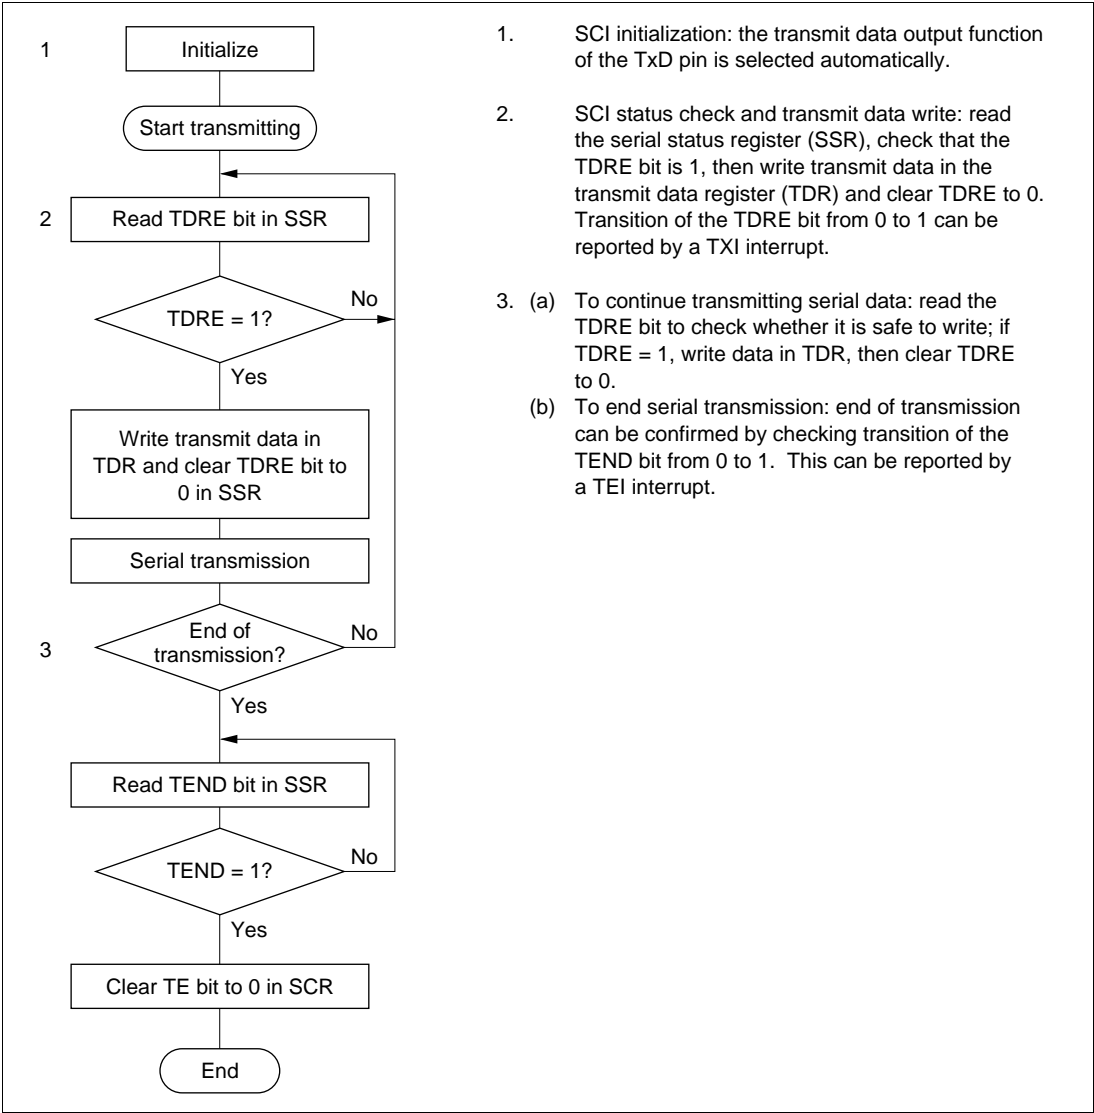 1
Initialize
Start transmitting
2
Read TDRE bit in SSR
TDRE = 1?
No
Yes
Write transmit data in
TDR and clear TDRE bit to
0 in SSR
Serial transmission
3
End of
transmission?
No
Yes
Read TEND bit in SSR
TEND = 1?
No
Yes
Clear TE bit to 0 in SCR
End
1. SCI initialization: the transmit data output function
of the TxD pin is selected automatically.
2. SCI status check and transmit data write: read
the serial status register (SSR), check that the
TDRE bit is 1, then write transmit data in the
transmit data register (TDR) and clear TDRE to 0.
Transition of the TDRE bit from 0 to 1 can be
reported by a TXI interrupt.
3. (a) To continue transmitting serial data: read the
TDRE bit to check whether it is safe to write; if
TDRE = 1, write data in TDR, then clear TDRE
to 0.
(b) To end serial transmission: end of transmission
can be confirmed by checking transition of the
TEND bit from 0 to 1. This can be reported by
a TEI interrupt.